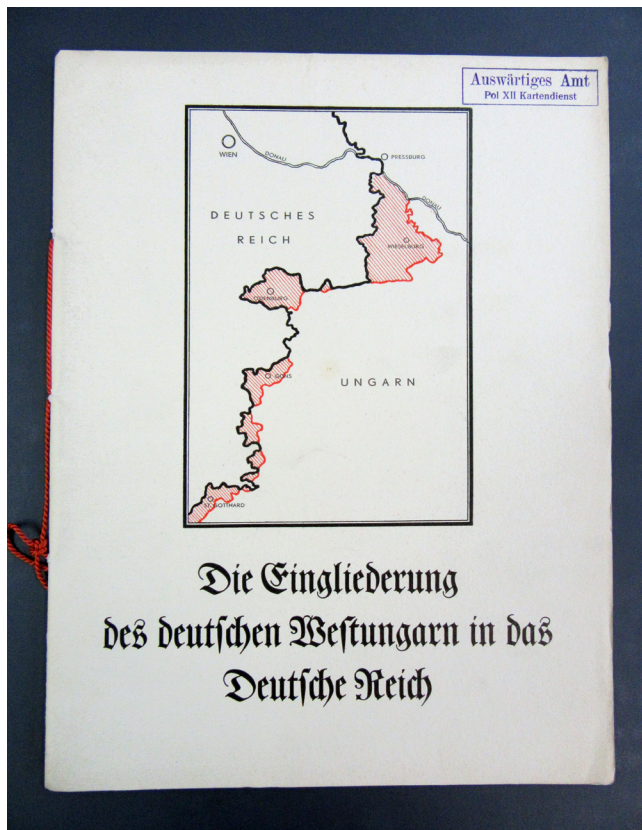 Auswärtiges Amt
Pol XII Kartendienst
WIEN
DONAU
PRESSBURG
DONAU
DEUTSCHES
REICH
WIESELBURG
ÖDENBURG
GÜNS
UNGARN
ST. GOTTHARD
Die Eingliederung
des deutschen Westungarn in das
Deutsche Reich